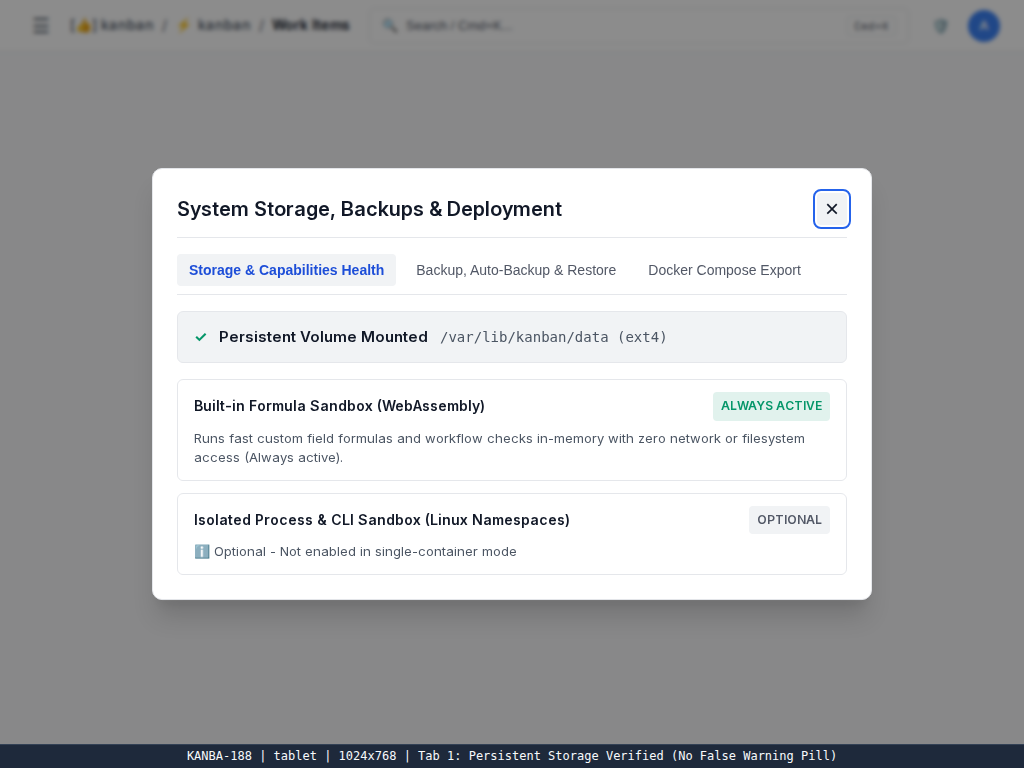 [👍] kanban / ⚡ kanban / Work Items
Search / Cmd+K...
Cmd+K
A
System Storage, Backups & Deployment
Storage & Capabilities Health
Backup, Auto-Backup & Restore
Docker Compose Export
✓ Persistent Volume Mounted /var/lib/kanban/data (ext4)
Built-in Formula Sandbox (WebAssembly)
ALWAYS ACTIVE
Runs fast custom field formulas and workflow checks in-memory with zero network or filesystem
access (Always active).
Isolated Process & CLI Sandbox (Linux Namespaces)
OPTIONAL
ℹ️ Optional - Not enabled in single-container mode
KANBA-188 | tablet | 1024x768 | Tab 1: Persistent Storage Verified (No False Warning Pill)